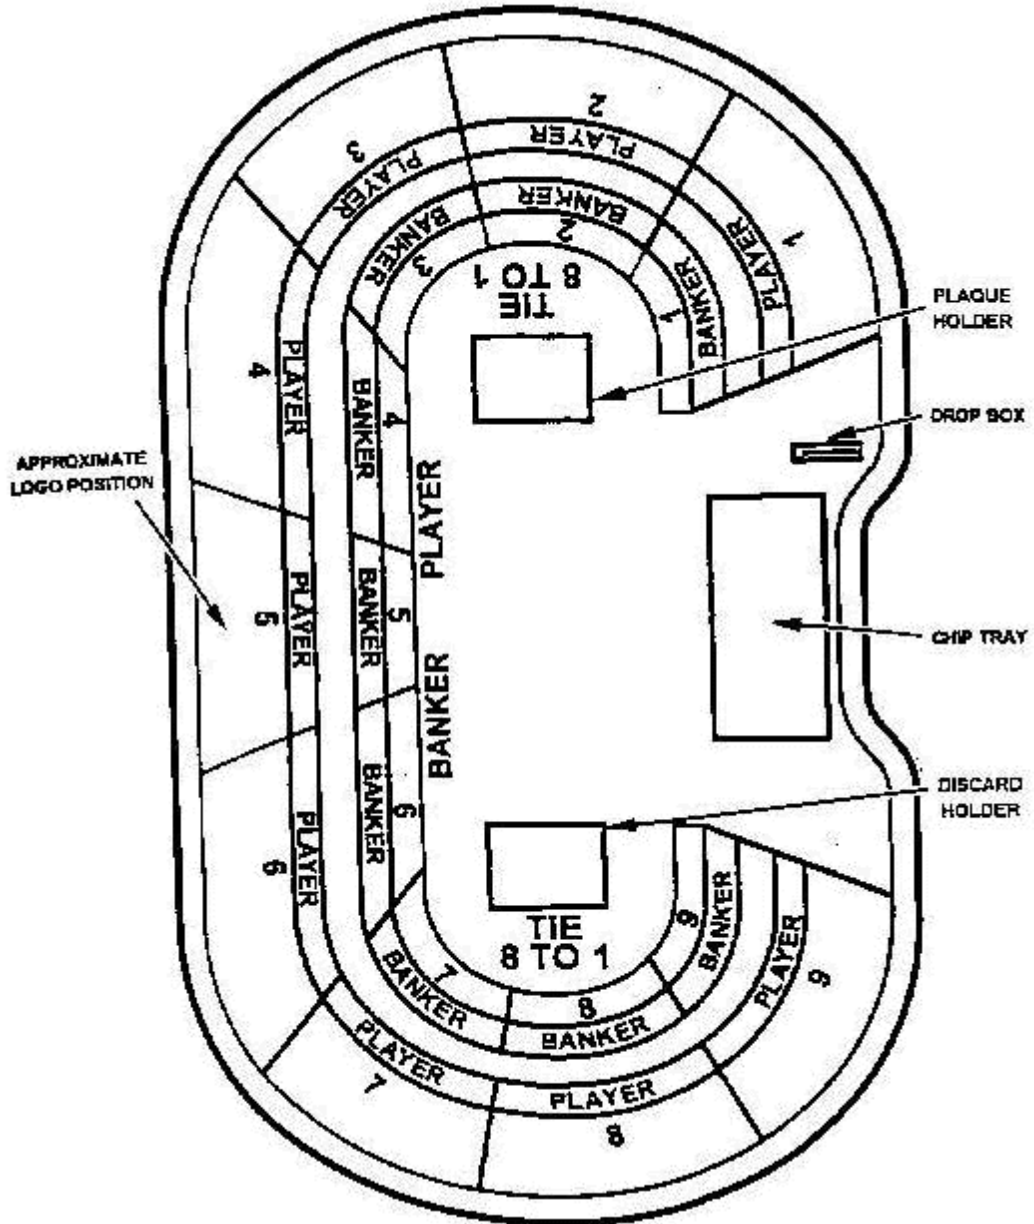 2
PLAYER
3
PLAYER
1
PLAYER
BANKER
2
BANKER
3
BANKER
1
TIE
8 TO 1
PLAQUE
HOLDER
4
PLAYER
BANKER
4
DROP BOX
APPROXIMATE
LOGO POSITION
PLAYER
5
PLAYER
BANKER
5
CHIP TRAY
BANKER
6
PLAYER
BANKER
6
DISCARD
HOLDER
TIE
8 TO 1
7
BANKER
8
BANKER
9
BANKER
PLAYER
9
PLAYER
7
PLAYER
8